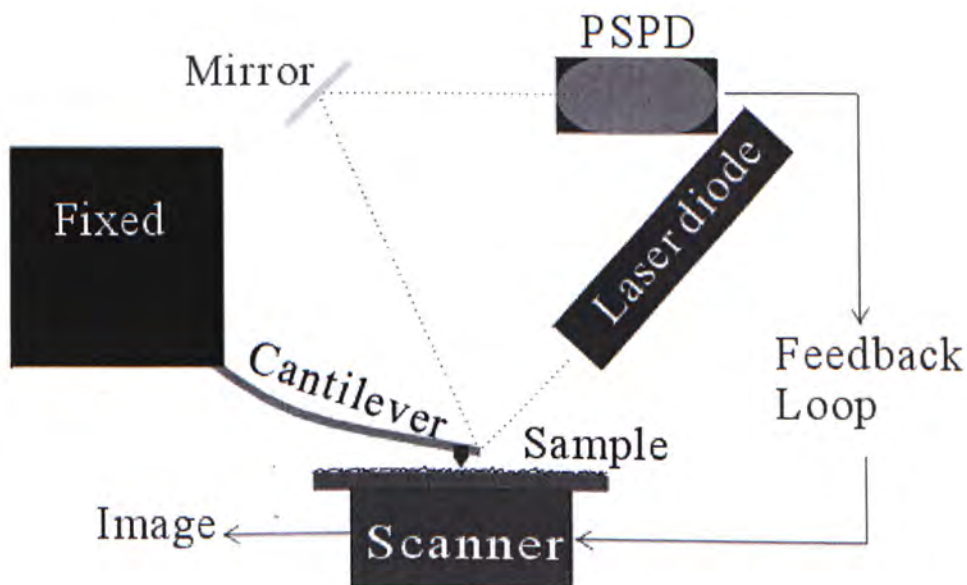 PSPD
Mirror
Fixed
Laser diode
Cantilever
Feedback
Loop
Sample
Image
Scanner